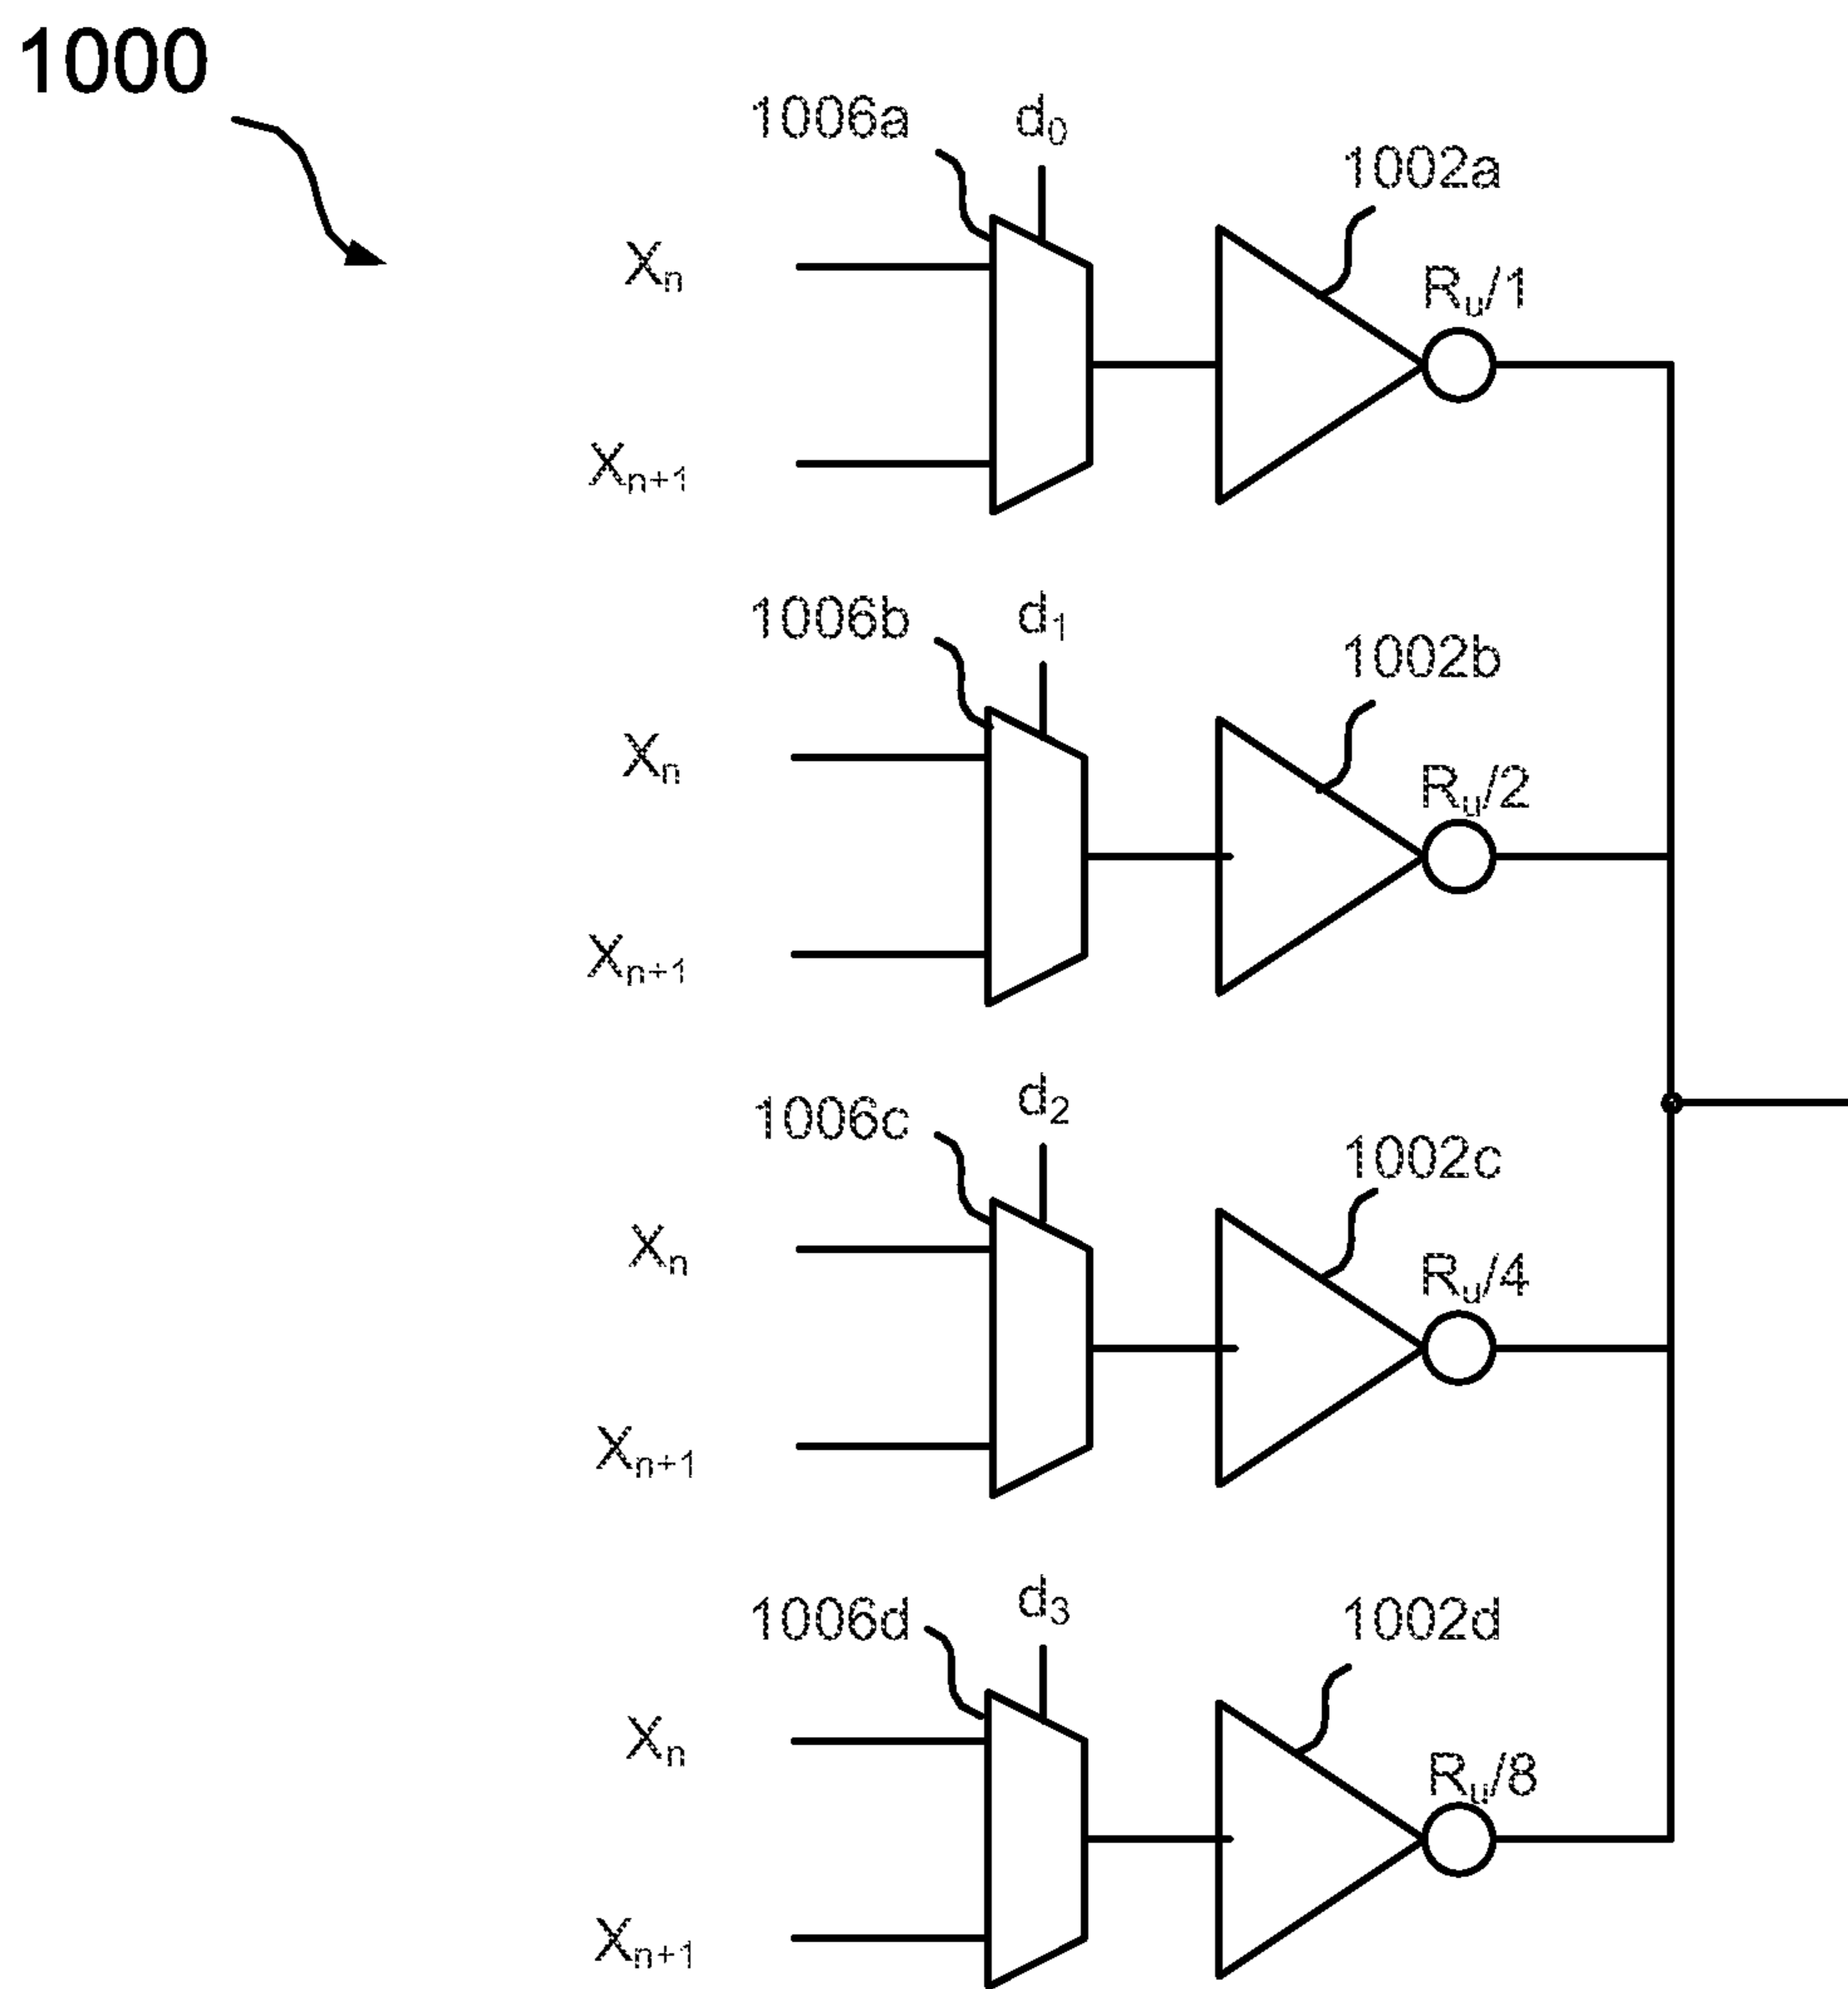 1000
1006a
d₀
1002a
Xₙ
Rᵤ/1
Xₙ₊₁
1006b
d₁
1002b
Xₙ
Rᵤ/2
Xₙ₊₁
1006c
d₂
1002c
Xₙ
Rᵤ/4
Xₙ₊₁
1006d
d₃
1002d
Xₙ
Rᵤ/8
Xₙ₊₁